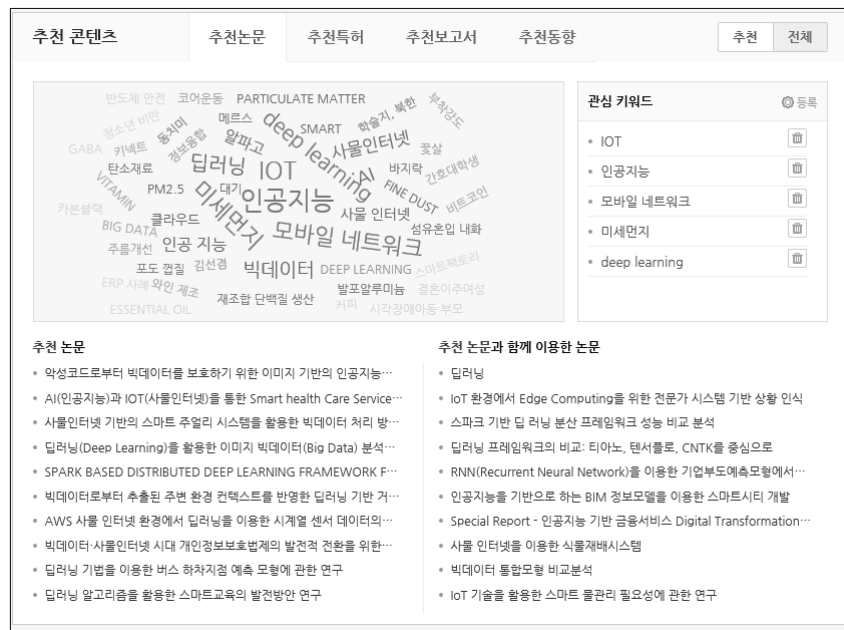 추천 콘텐츠
추천논문 추천특허 추천보고서 추천동향
추천 전체
반도체 안전 코어운동 PARTICULATE MATTER 부착강도
청소년 비만 동치미 메르스 deep learning SMART 학술지, 북한
GABA 키넥트 정보융합 알파고 사물인터넷 꽃살
탄소재료 딥러닝 IOT AI 바지락 간호대학생
VITAMIN PM2.5 미세먼지 대기 인공지능 FINE DUST 비트코인
카본블랙 클라우드 사물 인터넷
BIG DATA 모바일 네트워크 섬유혼입 내화
주름개선 인공 지능
포도 껍질 김선겸 빅데이터 DEEP LEARNING 스마트팩토리
ERP 사례 와인 제조 재조합 단백질 생산 발포알루미늄 결혼이주여성
ESSENTIAL OIL 커피 시각장애아동 부모
관심 키워드 등록
IOT
인공지능
모바일 네트워크
미세먼지
deep learning
추천 논문
악성코드로부터 빅데이터를 보호하기 위한 이미지 기반의 인공지능…
AI(인공지능)과 IOT(사물인터넷)을 통한 Smart health Care Service…
사물인터넷 기반의 스마트 주얼리 시스템을 활용한 빅데이터 처리 방…
딥러닝(Deep Learning)을 활용한 이미지 빅데이터(Big Data) 분석…
SPARK BASED DISTRIBUTED DEEP LEARNING FRAMEWORK F…
빅데이터로부터 추출된 주변 환경 컨텍스트를 반영한 딥러닝 기반 거…
AWS 사물 인터넷 환경에서 딥러닝을 이용한 시계열 센서 데이터의…
빅데이터·사물인터넷 시대 개인정보보호법제의 발전적 전환을 위한…
딥러닝 기법을 이용한 버스 하차지점 예측 모형에 관한 연구
딥러닝 알고리즘을 활용한 스마트교육의 발전방안 연구
추천 논문과 함께 이용한 논문
딥러닝
IoT 환경에서 Edge Computing을 위한 전문가 시스템 기반 상황 인식
스파크 기반 딥 러닝 분산 프레임워크 성능 비교 분석
딥러닝 프레임워크의 비교: 티아노, 텐서플로, CNTK를 중심으로
RNN(Recurrent Neural Network)을 이용한 기업부도예측모형에서…
인공지능을 기반으로 하는 BIM 정보모델을 이용한 스마트시티 개발
Special Report - 인공지능 기반 금융서비스 Digital Transformation…
사물 인터넷을 이용한 식물재배시스템
빅데이터 통합모형 비교분석
IoT 기술을 활용한 스마트 물관리 필요성에 관한 연구